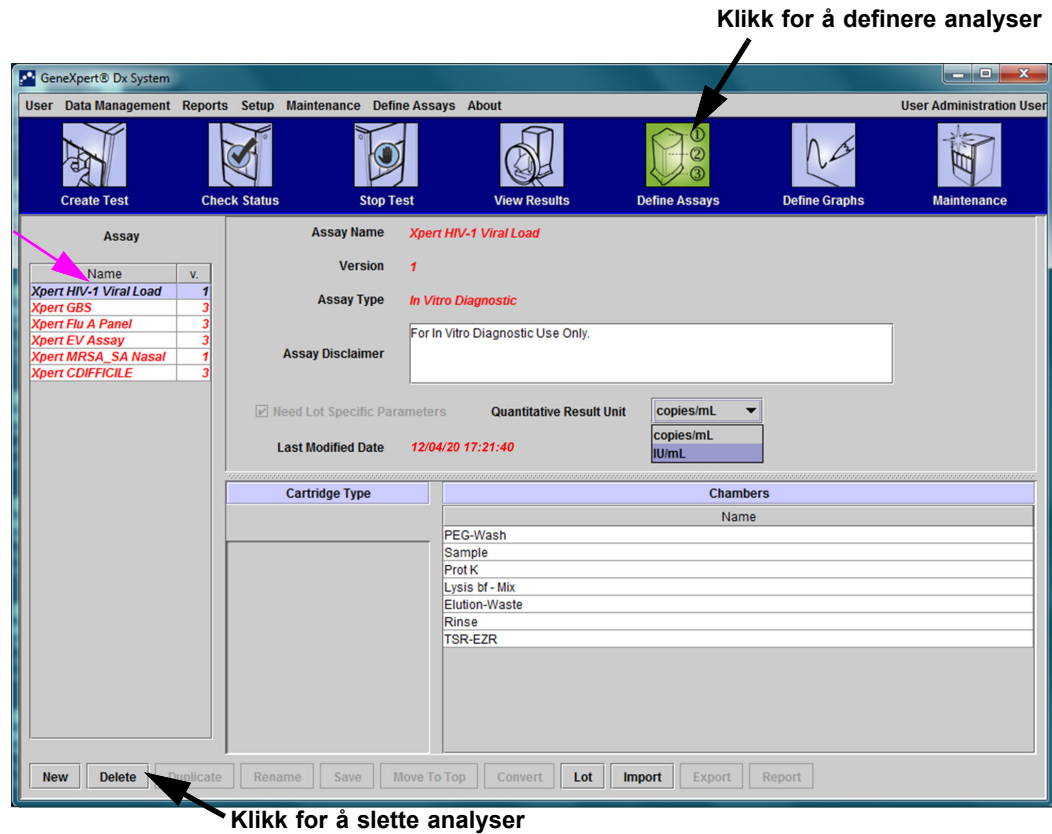 Klikk for å definere analyser
GeneXpert® Dx System
User Data Management Reports Setup Maintenance Define Assays About User Administration User
Create Test Check Status Stop Test View Results Define Assays Define Graphs Maintenance
1
2
3
Assay
Name v.
Xpert HIV-1 Viral Load 1
Xpert GBS 3
Xpert Flu A Panel 3
Xpert EV Assay 3
Xpert MRSA_SA Nasal 1
Xpert CDIFFICILE 3
Assay Name Xpert HIV-1 Viral Load
Version 1
Assay Type In Vitro Diagnostic
Assay Disclaimer For In Vitro Diagnostic Use Only.
Need Lot Specific Parameters Quantitative Result Unit copies/mL
copies/mL
IU/mL
Last Modified Date 12/04/20 17:21:40
Cartridge Type Chambers
Name
PEG-Wash
Sample
Prot K
Lysis bf - Mix
Elution-Waste
Rinse
TSR-EZR
New Delete Duplicate Rename Save Move To Top Convert Lot Import Export Report
Klikk for å slette analyser